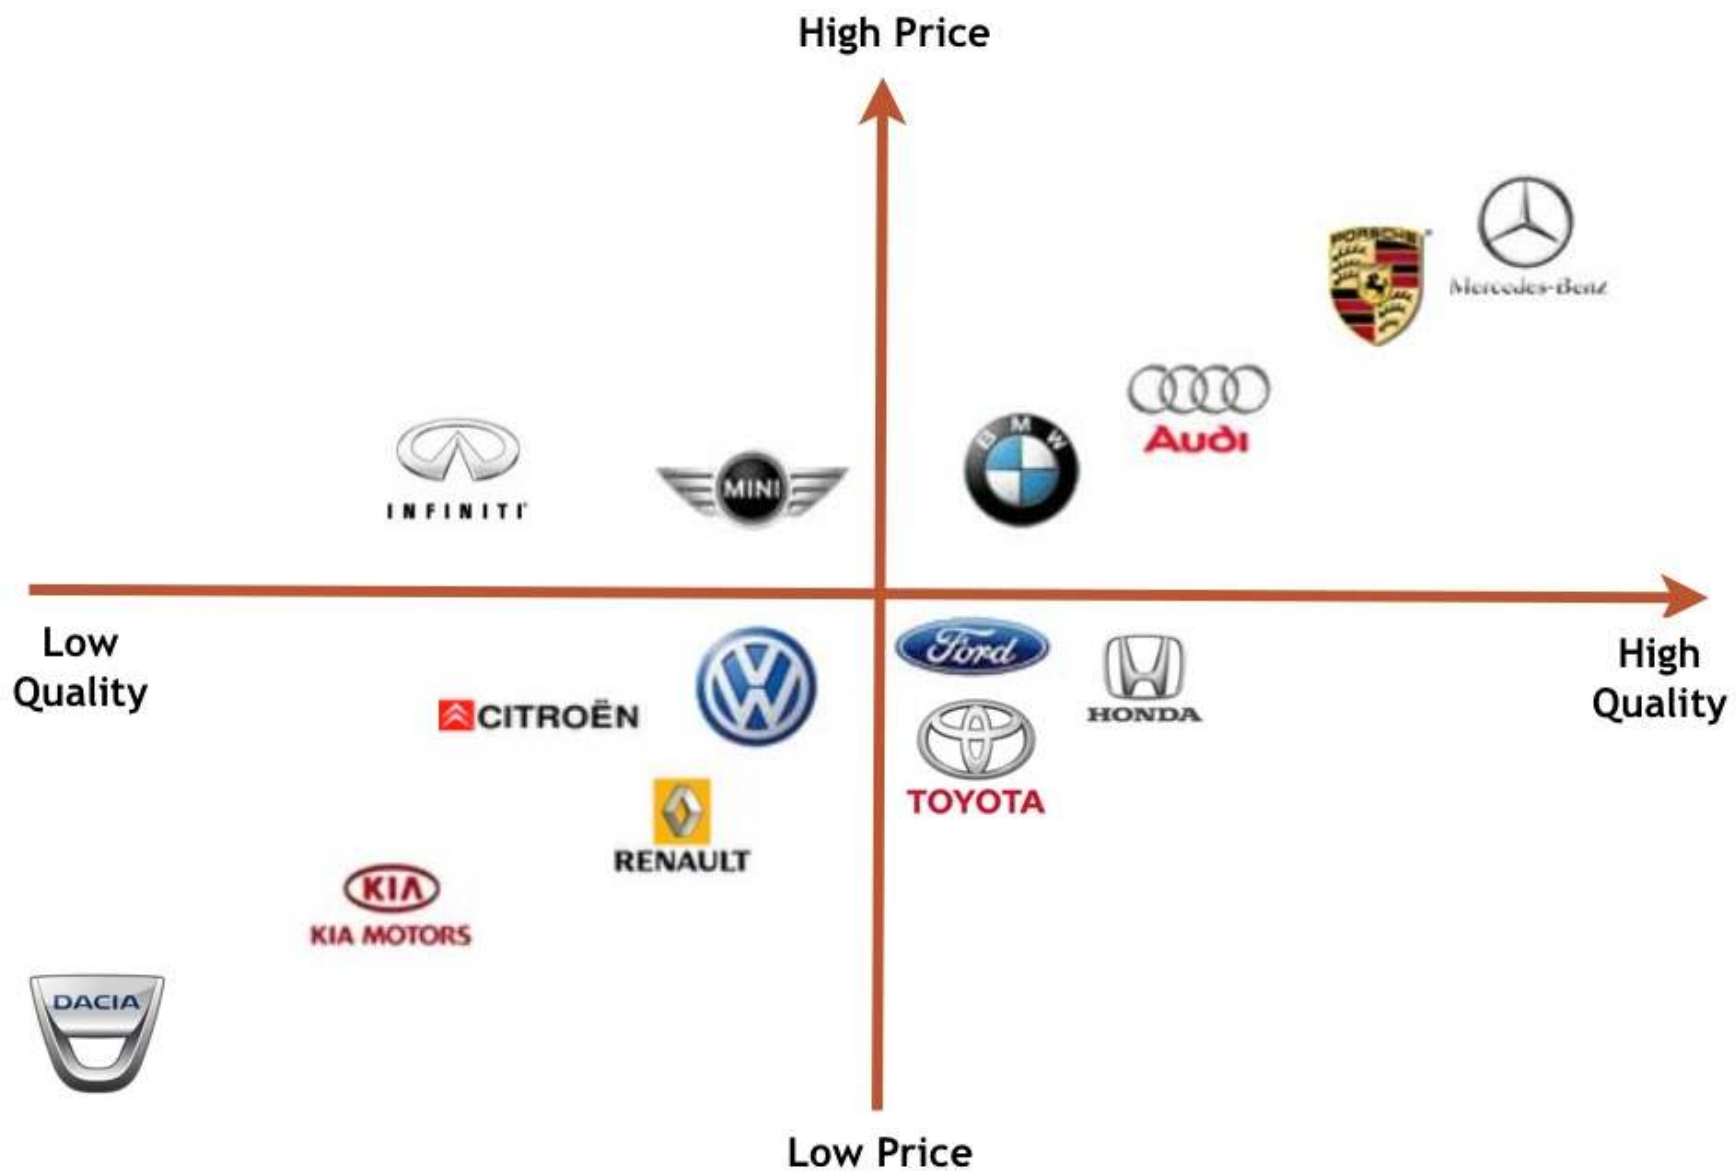 High Price
PORSCHE
Mercedes-Benz
Audi
BMW
INFINITI
MINI
Low
Quality
High
Quality
Ford
HONDA
CITROËN
TOYOTA
RENAULT
KIA
KIA MOTORS
DACIA
Low Price